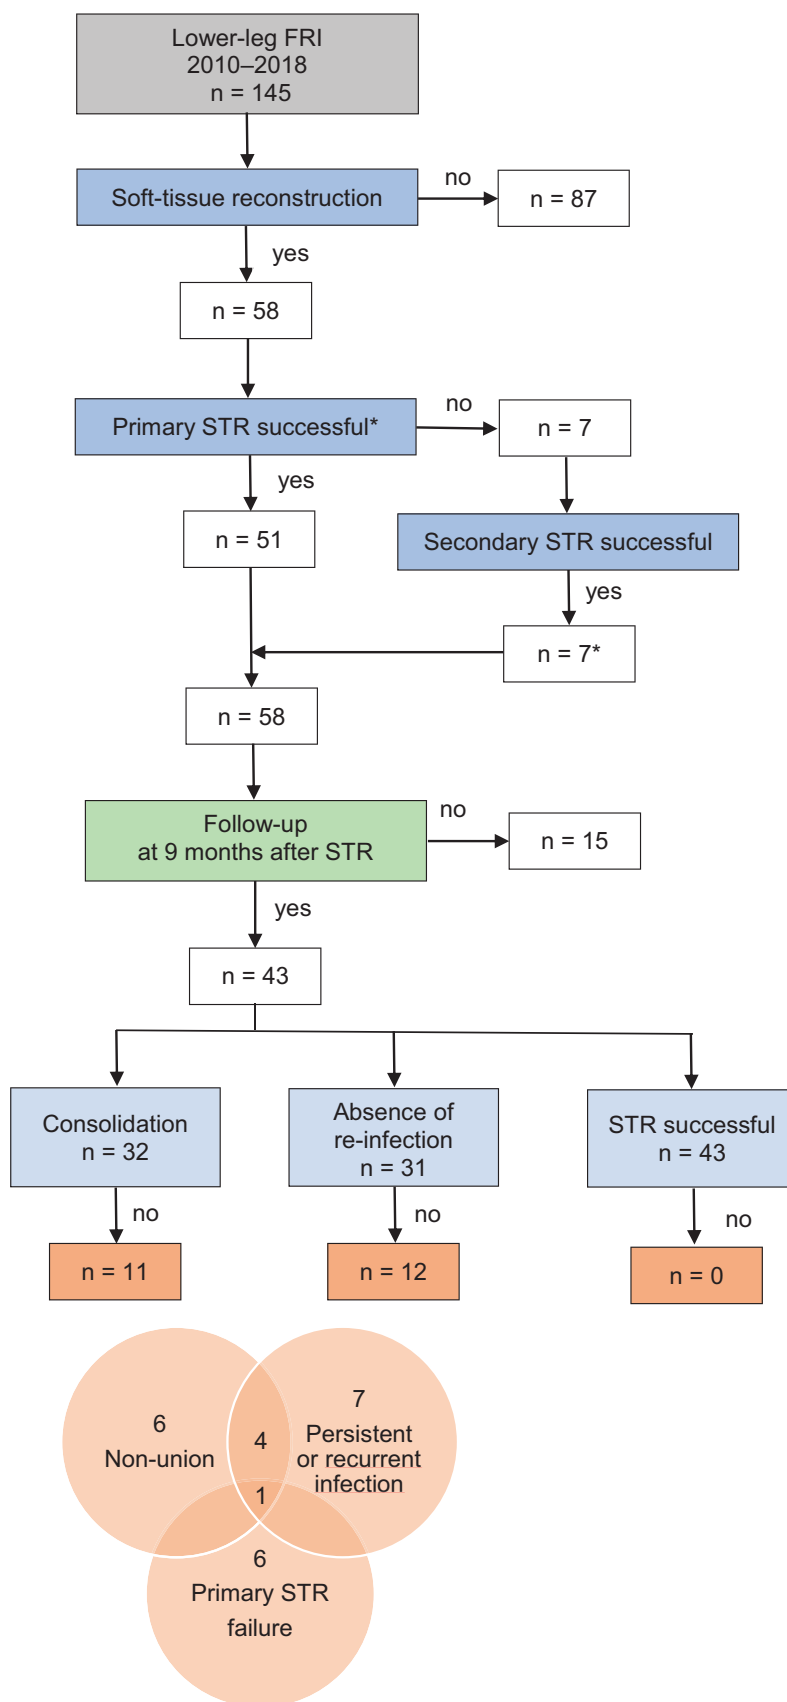 Lower-leg FRI
2010–2018
n = 145
Soft-tissue reconstruction
no
n = 87
yes
n = 58
Primary STR successful*
no
n = 7
yes
n = 51
Secondary STR successful
yes
n = 7*
n = 58
Follow-up
at 9 months after STR
no
n = 15
yes
n = 43
Consolidation
n = 32
Absence of
re-infection
n = 31
STR successful
n = 43
no
no
no
n = 11
n = 12
n = 0
6
Non-union
4
7
Persistent
or recurrent
infection
1
6
Primary STR
failure